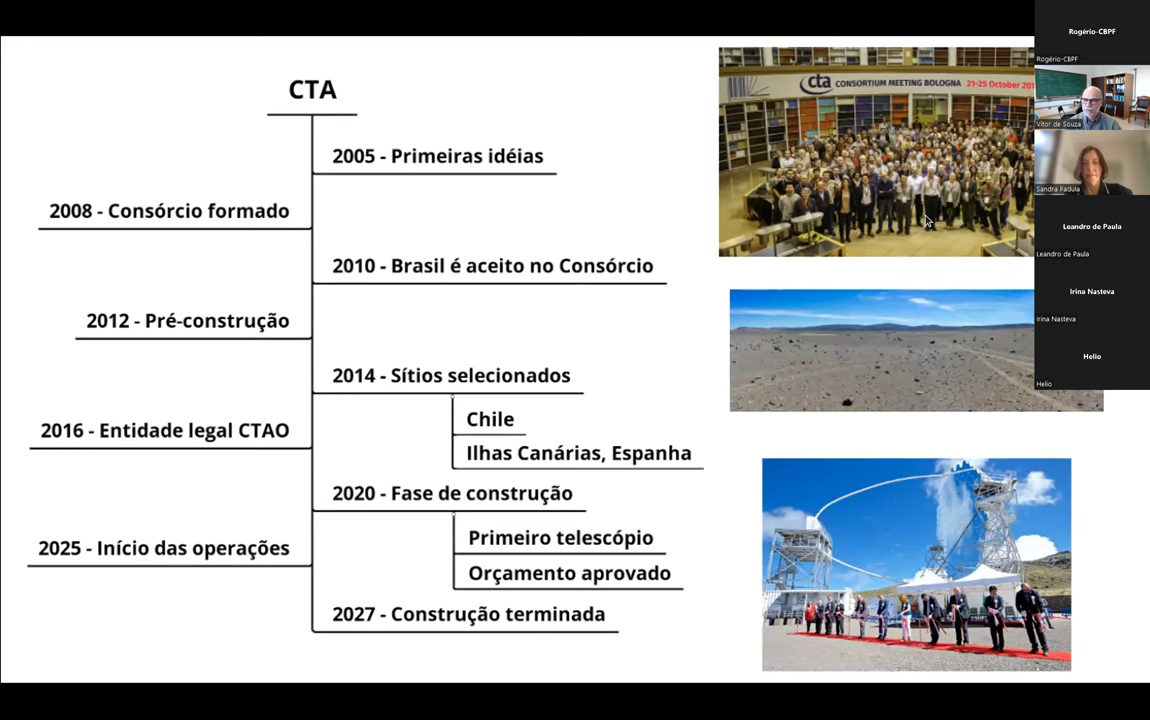 CTA
2005 - Primeiras idéias
2008 - Consórcio formado
2010 - Brasil é aceito no Consórcio
2012 - Pré-construção
2014 - Sítios selecionados
Chile
Ilhas Canárias, Espanha
2016 - Entidade legal CTAO
2020 - Fase de construção
Primeiro telescópio
Orçamento aprovado
2025 - Início das operações
2027 - Construção terminada
cta CONSORTIUM MEETING BOLOGNA 21-25 October
Rogério-CBPF
Rogério-CBPF
Vitor de Souza
Sandra Padula
Leandro de Paula
Leandro de Paula
Irina Nasteva
Irina Nasteva
Helio
Helio